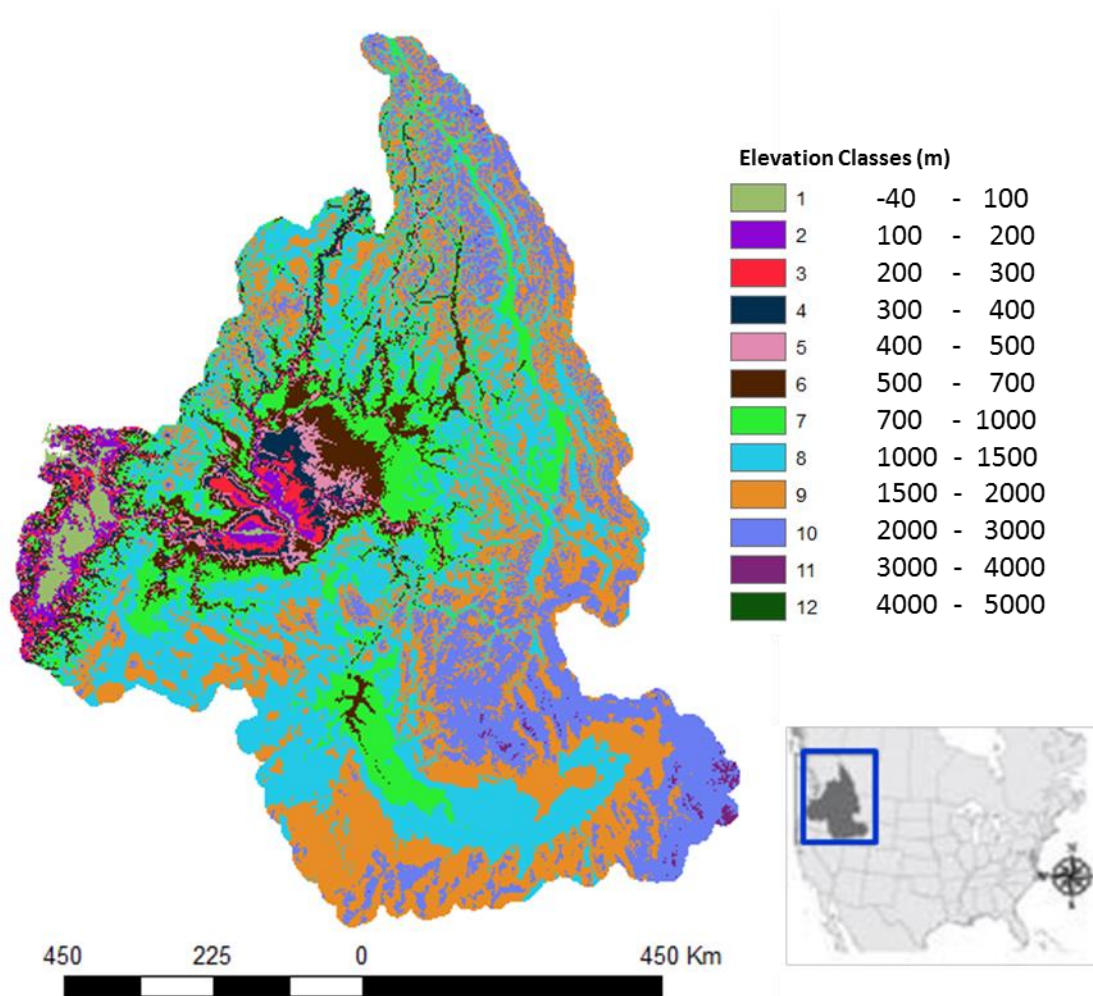 Elevation Classes (m)
1 -40 - 100
2 100 - 200
3 200 - 300
4 300 - 400
5 400 - 500
6 500 - 700
7 700 - 1000
8 1000 - 1500
9 1500 - 2000
10 2000 - 3000
11 3000 - 4000
12 4000 - 5000
450 225 0 450 Km